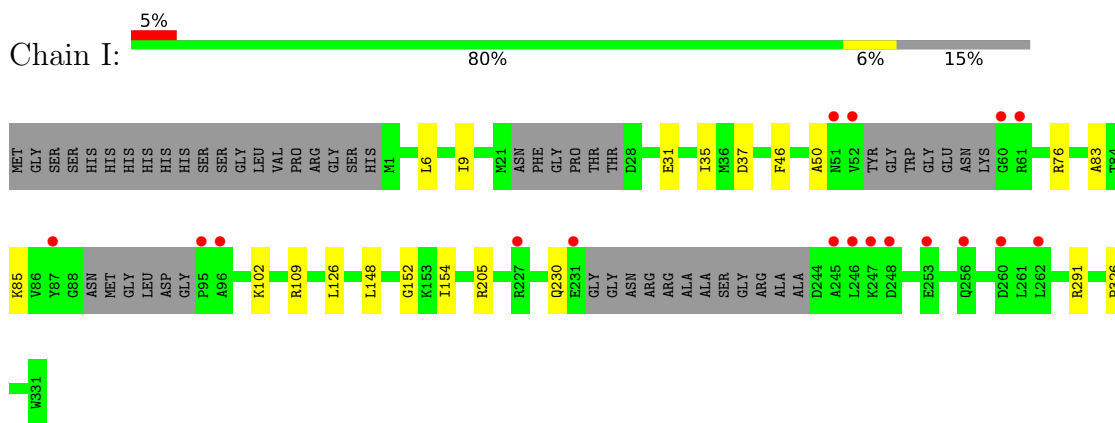 5%
Chain I:
80% 6% 15%
MET GLY SER SER HIS HIS HIS HIS HIS HIS SER SER GLY LEU VAL PRO ARG GLY SER HIS M1 L6 I9 M21 ASN PHE GLY PRO THR THR D28 E31 I35 M36 D37 F46 A50 N51 V52 TYR GLY TRP GLY GLU ASN LYS G60 R61 R76 A83 T84
K85 V86 Y87 G88 ASN MET GLY LEU ASP GLY P95 A96 K102 R109 L126 L148 G152 K153 I154 R205 R227 Q230 E231 GLY GLY ASN ARG ARG ALA ALA SER GLY ARG ALA ALA D244 A245 L246 K247 D248 E253 Q256 D260 L261 L262 R291
W331